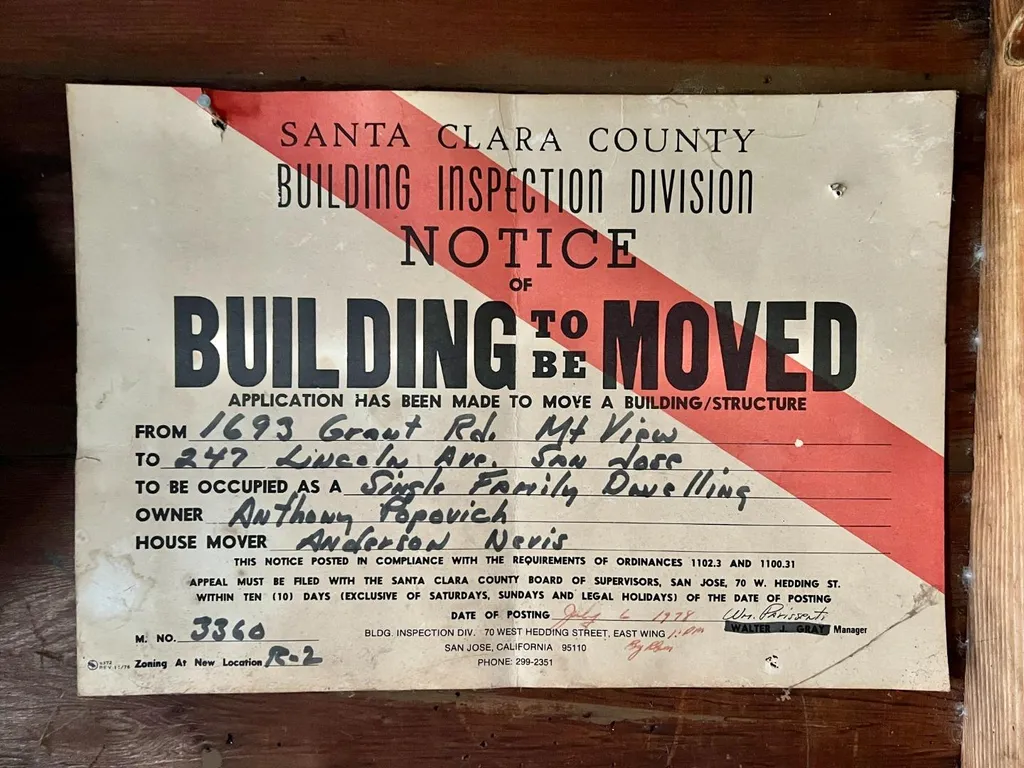 SANTA CLARA COUNTY
BUILDING INSPECTION DIVISION
NOTICE
OF
BUILDING TO BE MOVED
APPLICATION HAS BEEN MADE TO MOVE A BUILDING/STRUCTURE
FROM 1693 Grant Rd. Mt View
TO 247 Lincoln Ave. San Jose
TO BE OCCUPIED AS A Single Family Dwelling
OWNER Anthony Popovich
HOUSE MOVER Anderson Nevis
THIS NOTICE POSTED IN COMPLIANCE WITH THE REQUIREMENTS OF ORDINANCES 1102.3 AND 1100.31
APPEAL MUST BE FILED WITH THE SANTA CLARA COUNTY BOARD OF SUPERVISORS, SAN JOSE, 70 W. HEDDING ST.
WITHIN TEN (10) DAYS (EXCLUSIVE OF SATURDAYS, SUNDAYS AND LEGAL HOLIDAYS) OF THE DATE OF POSTING
DATE OF POSTING July 6 1978 Wm.
WALTER J. GRAY Manager
M. NO. 3360
BLDG. INSPECTION DIV. 70 WEST HEDDING STREET, EAST WING
SAN JOSE, CALIFORNIA 95110
Zoning At New Location R-2
PHONE: 299-2351